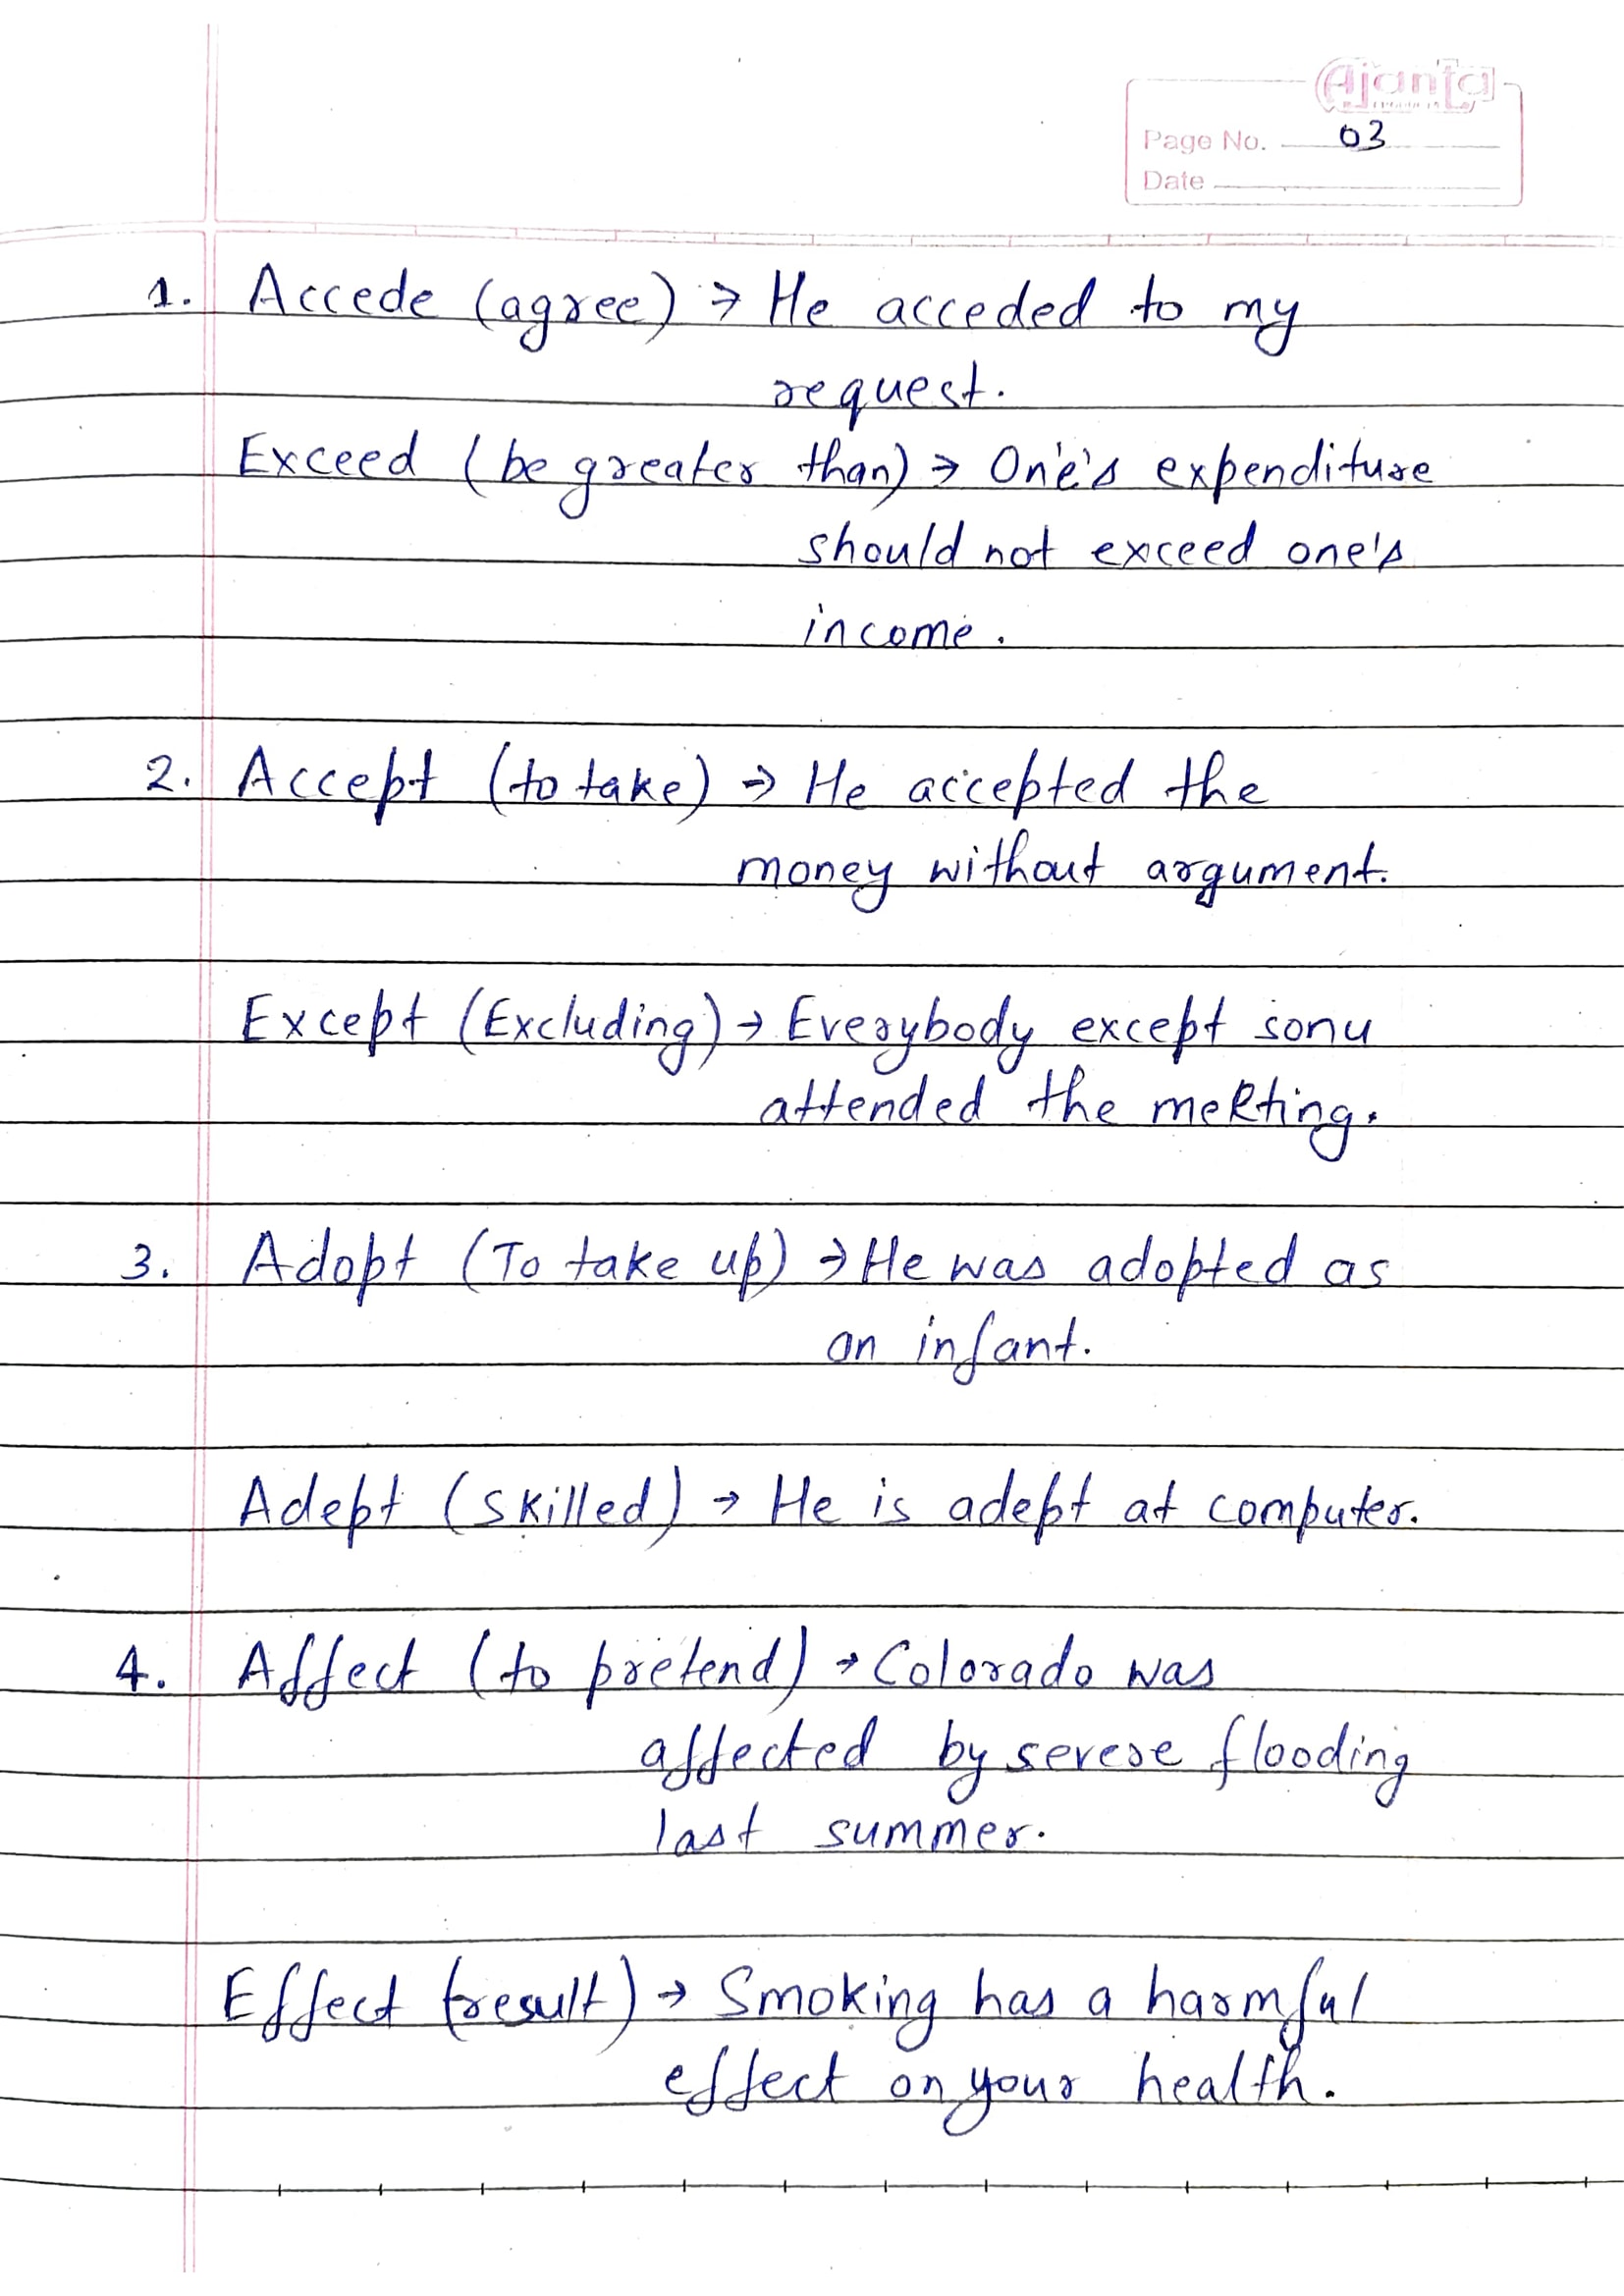 Ajanta
Page No. 03
Date
1. Accede (agree) → He acceded to my
request.
Exceed (be greater than) → One's expenditure
should not exceed one's
income.
2. Accept (to take) → He accepted the
money without argument.
Except (Excluding) → Everybody except sonu
attended the meeting.
3. Adopt (To take up) → He was adopted as
an infant.
Adept (skilled) → He is adept at computer.
4. Affect (to pretend) → Colorado was
affected by severe flooding
last summer.
Effect (result) → Smoking has a harmful
effect on your health.